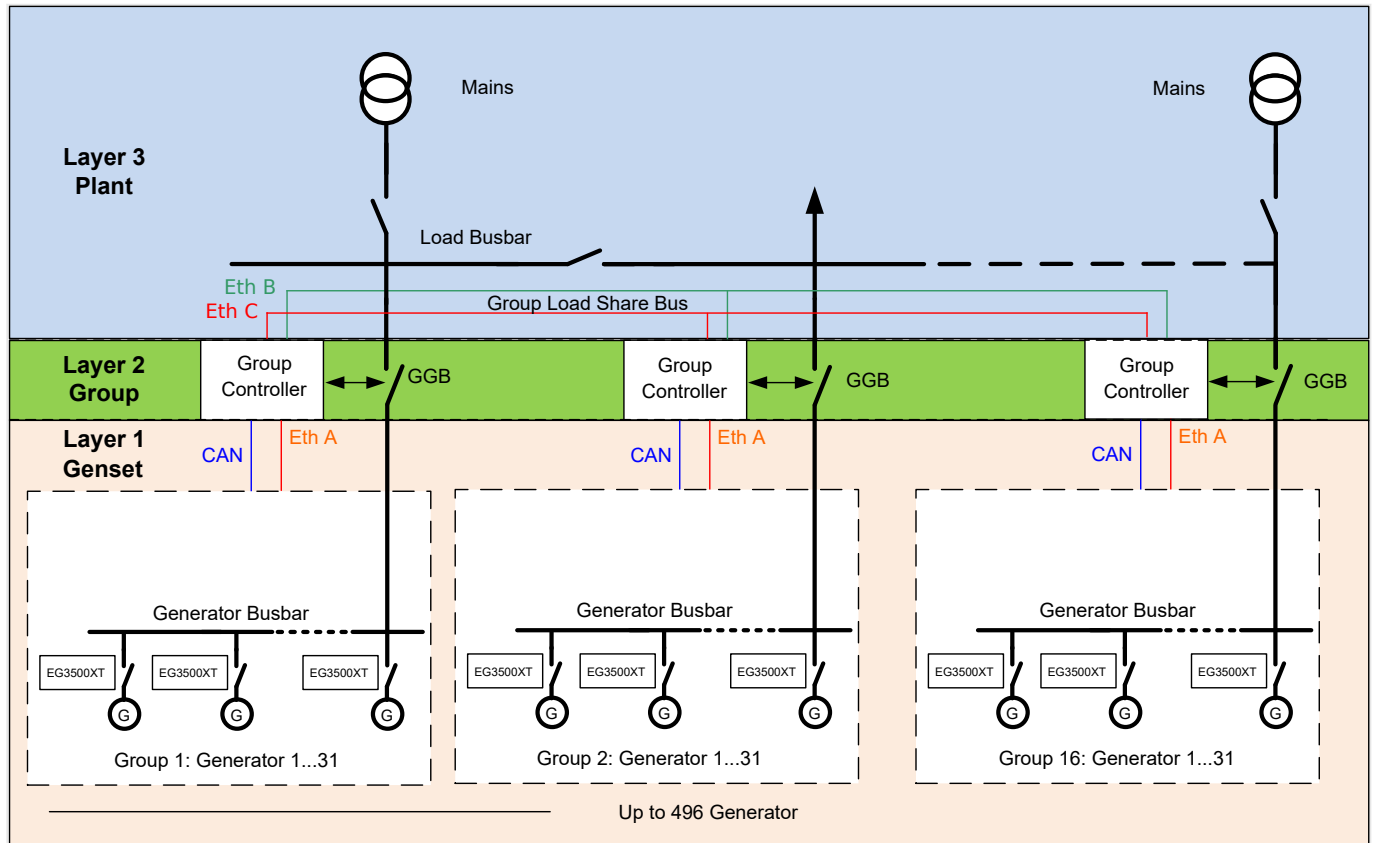 Mains
Mains
Layer 3
Plant
Load Busbar
Eth B
Group Load Share Bus
Eth C
Layer 2
Group
Group
Controller
GGB
Group
Controller
GGB
Group
Controller
GGB
Layer 1
Genset
CAN
Eth A
CAN
Eth A
CAN
Eth A
Generator Busbar
EG3500XT
EG3500XT
EG3500XT
G
G
G
Group 1: Generator 1...31
Generator Busbar
EG3500XT
EG3500XT
EG3500XT
G
G
G
Group 2: Generator 1...31
Generator Busbar
EG3500XT
EG3500XT
EG3500XT
G
G
G
Group 16: Generator 1...31
Up to 496 Generator